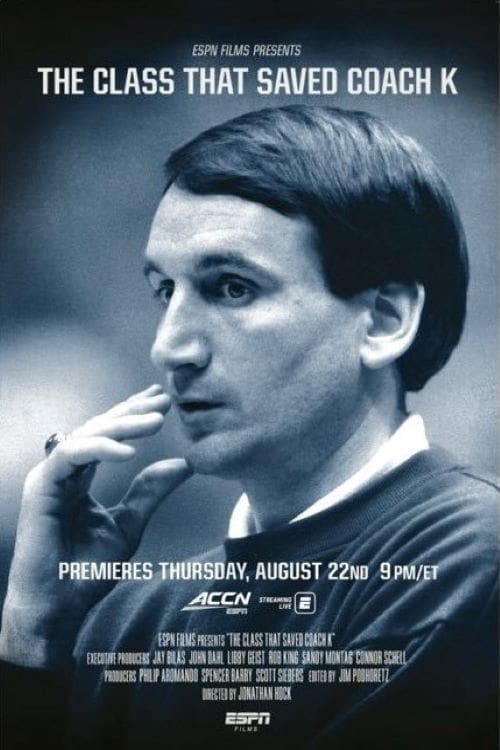 ESPN FILMS PRESENTS
THE CLASS THAT SAVED COACH K
PREMIERES THURSDAY, AUGUST 22ND 9 PM/ET
ACCN
ESPN
STREAMING
LIVE
E
ESPN FILMS PRESENTS "THE CLASS THAT SAVED COACH K"
EXECUTIVE PRODUCERS JAY BILAS JOHN DAHL LIBBY GEIST ROB KING SANDY MONTAG CONNOR SCHELL
PRODUCERS PHILIP AROMANDO SPENCER BARRY SCOTT SIEBERS EDITED BY JIM PODHORETZ
DIRECTED BY JONATHAN HOCK
ESPN
FILMS